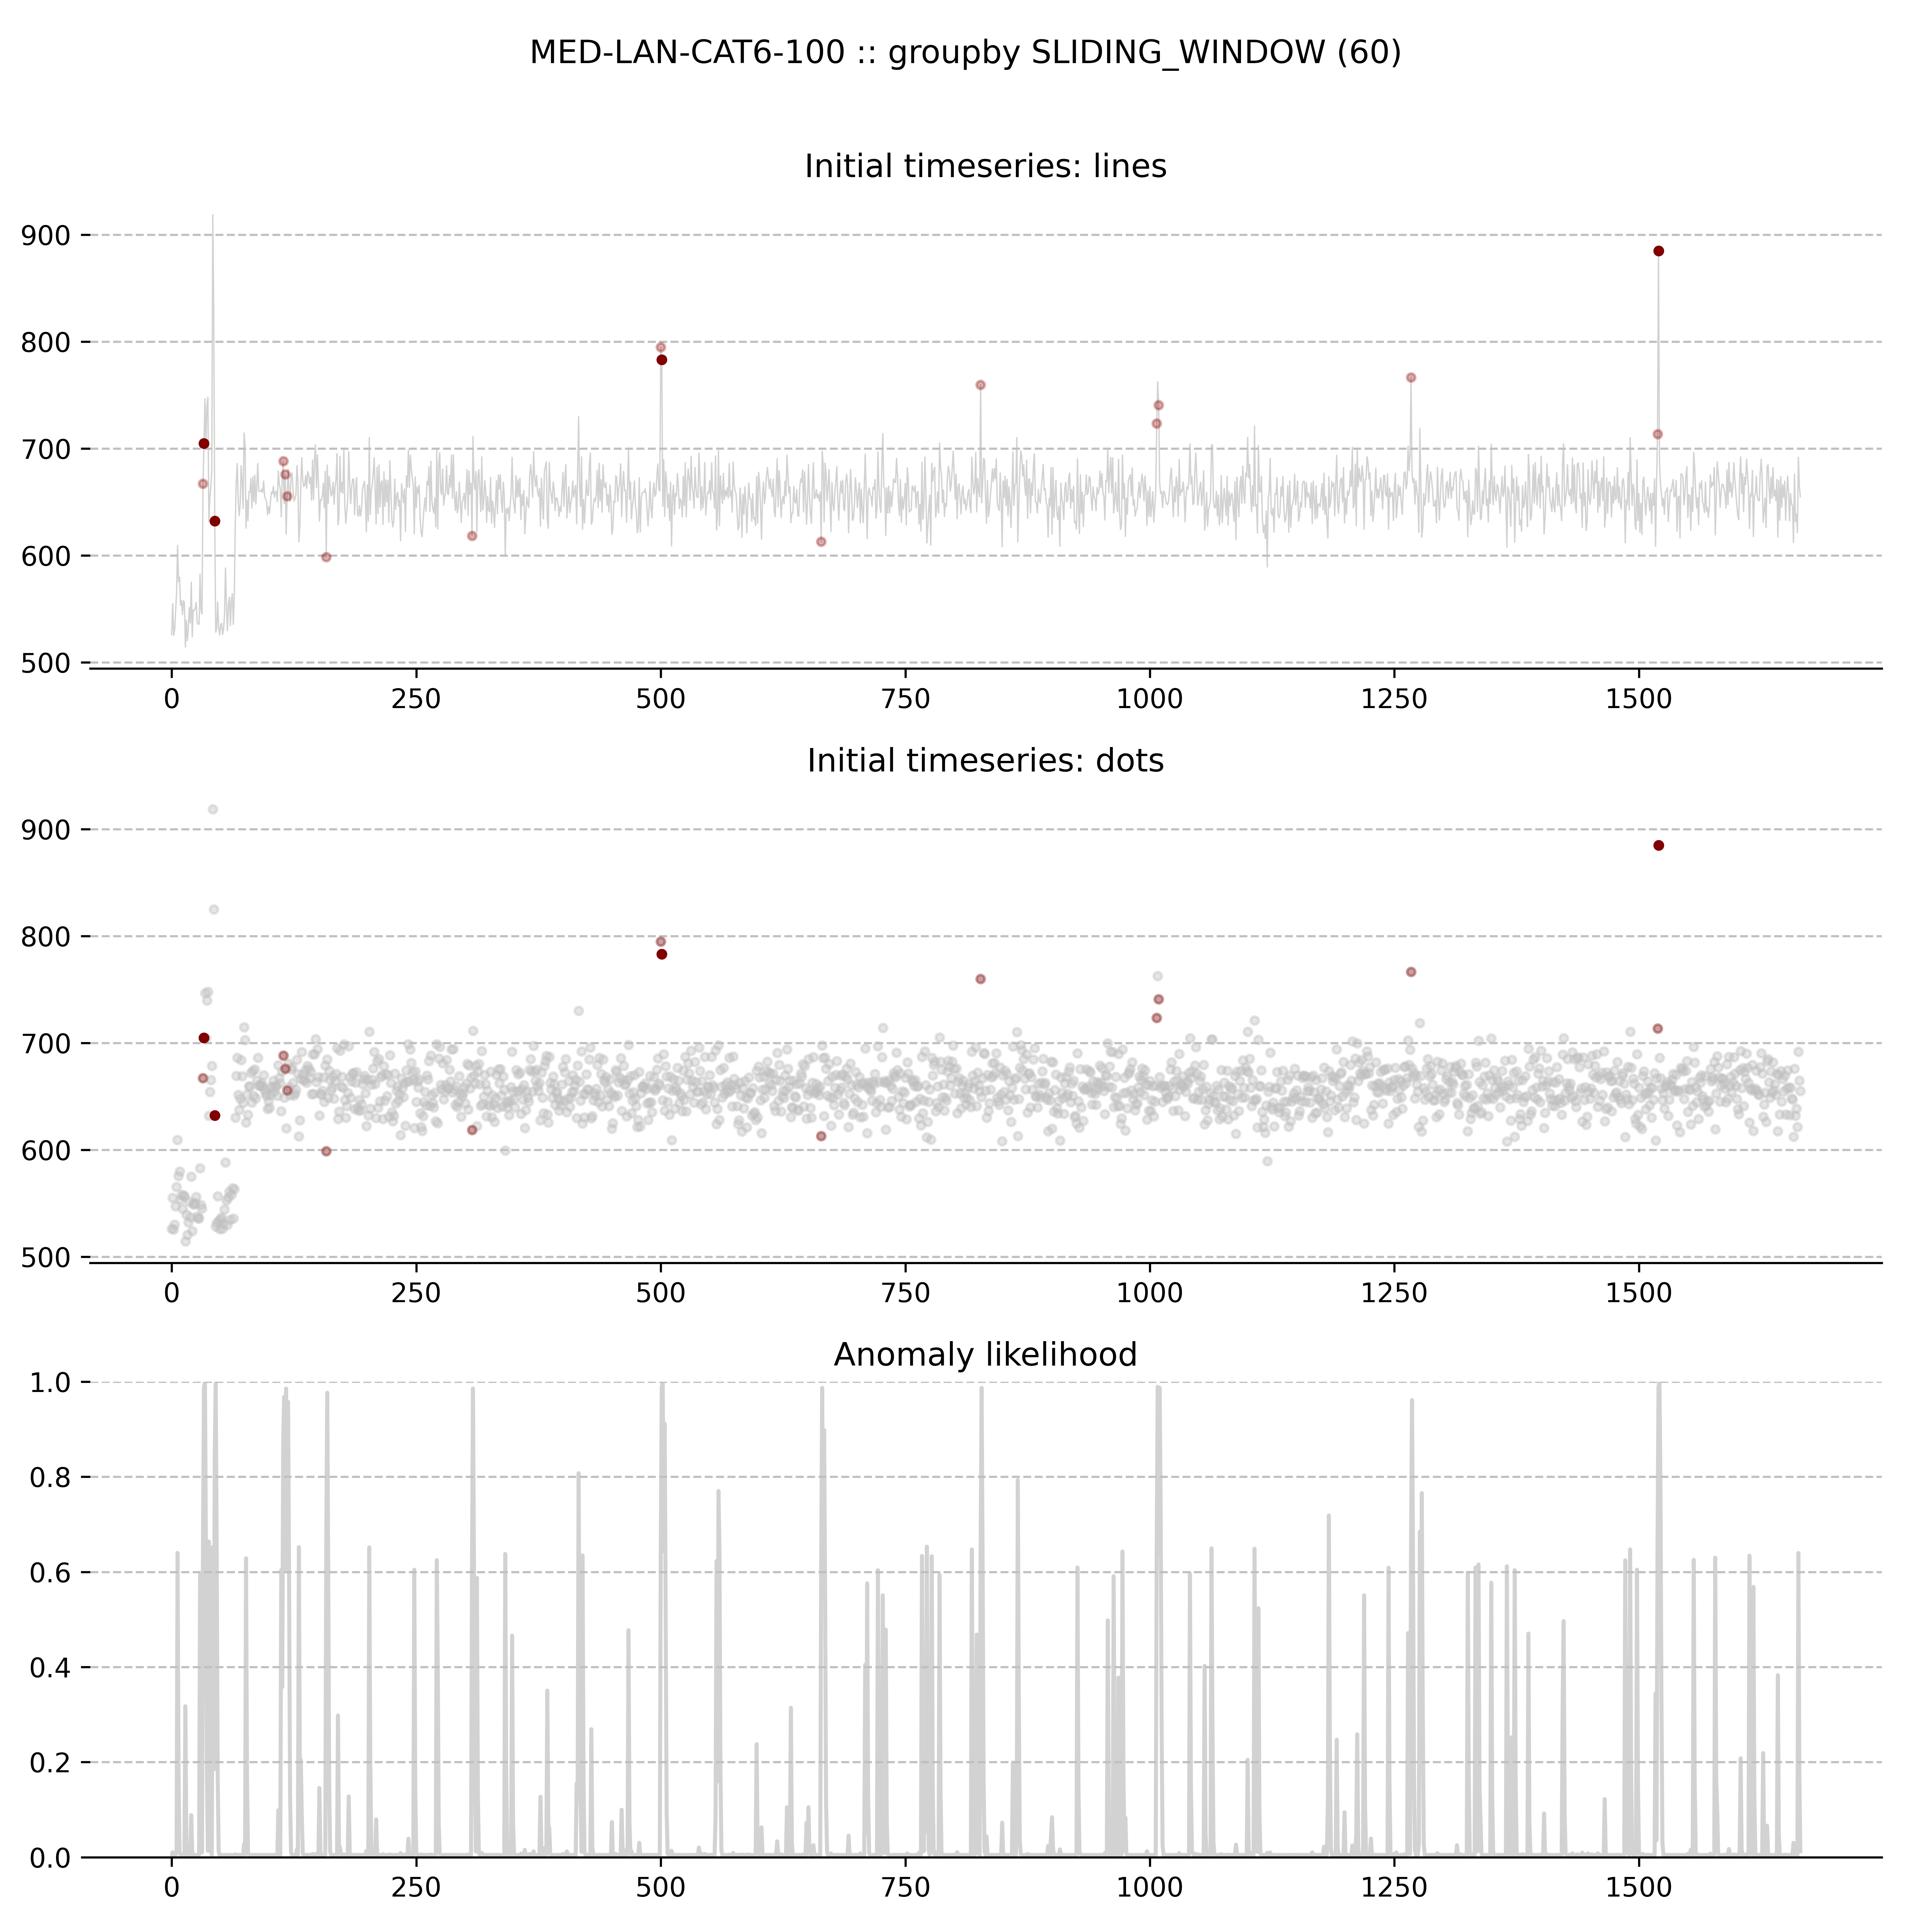 MED-LAN-CAT6-100 :: groupby SLIDING_WINDOW (60)
Initial timeseries: lines
900
800
700
600
500
0 250 500 750 1000 1250 1500
Initial timeseries: dots
900
800
700
600
500
0 250 500 750 1000 1250 1500
Anomaly likelihood
1.0
0.8
0.6
0.4
0.2
0.0
0 250 500 750 1000 1250 1500